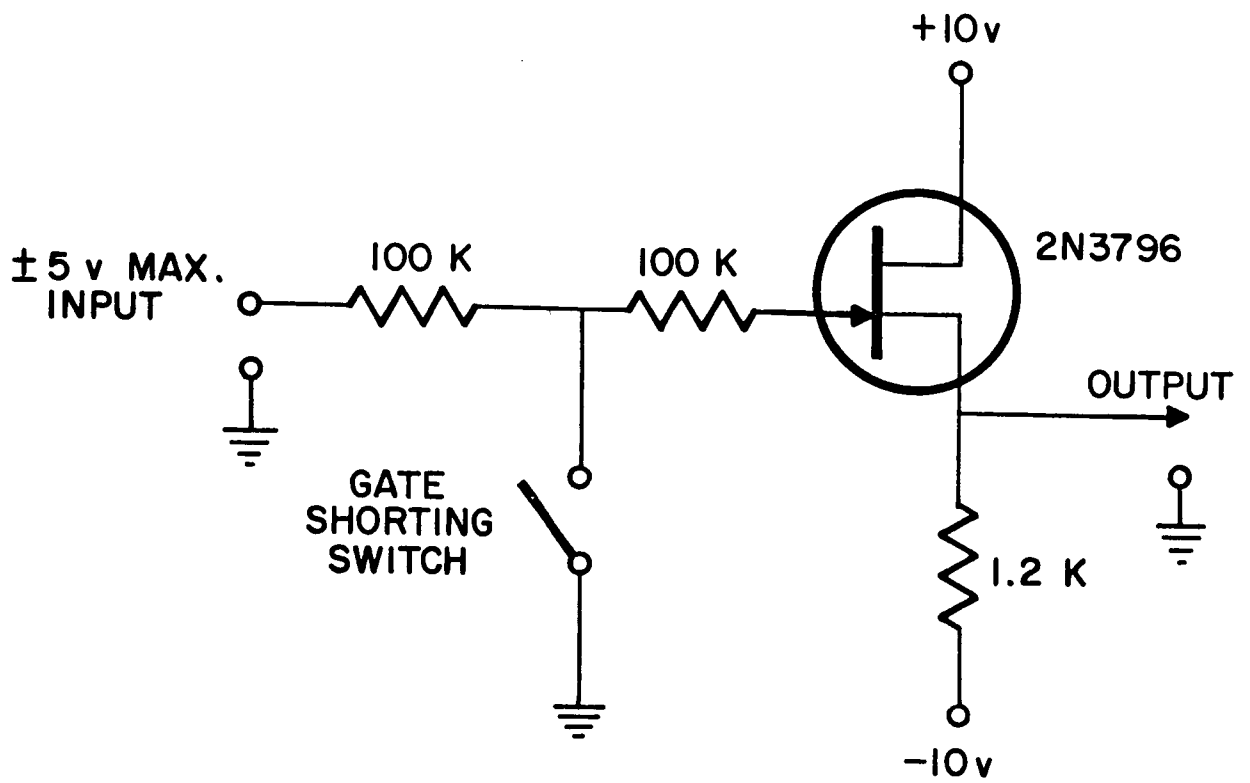 +10v
2N3796
±5 v MAX.
INPUT
100 K
100 K
OUTPUT
GATE
SHORTING
SWITCH
1.2 K
-10v